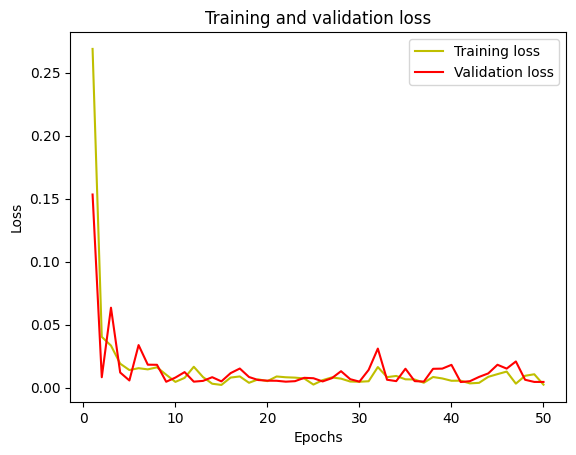 Training and validation loss
Training loss
Validation loss
Loss
0.25
0.20
0.15
0.10
0.05
0.00
0 10 20 30 40 50
Epochs